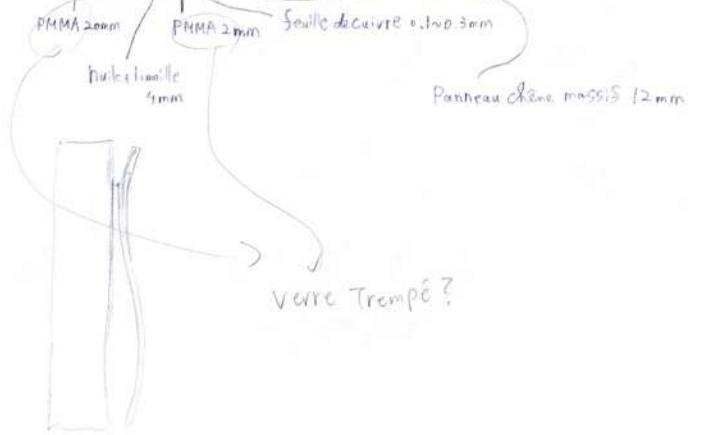 PMMA 20mm
PMMA 2mm
feuille de cuivre 0.1~0.3mm
huile + limaille
4mm
Panneau chêne massif 12mm
Verre Trempé ?